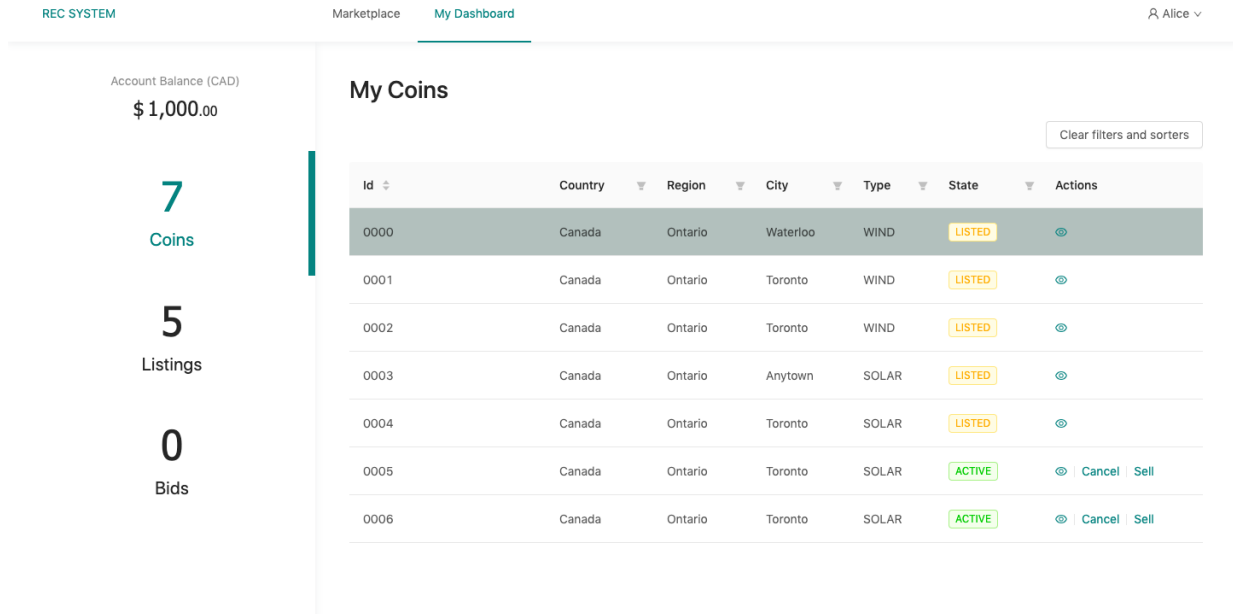 REC SYSTEM Marketplace My Dashboard Alice
Account Balance (CAD)
$ 1,000.00
7
Coins
5
Listings
0
Bids
My Coins
Clear filters and sorters
Id Country Region City Type State Actions
0000 Canada Ontario Waterloo WIND LISTED
0001 Canada Ontario Toronto WIND LISTED
0002 Canada Ontario Toronto WIND LISTED
0003 Canada Ontario Anytown SOLAR LISTED
0004 Canada Ontario Toronto SOLAR LISTED
0005 Canada Ontario Toronto SOLAR ACTIVE Cancel Sell
0006 Canada Ontario Toronto SOLAR ACTIVE Cancel Sell